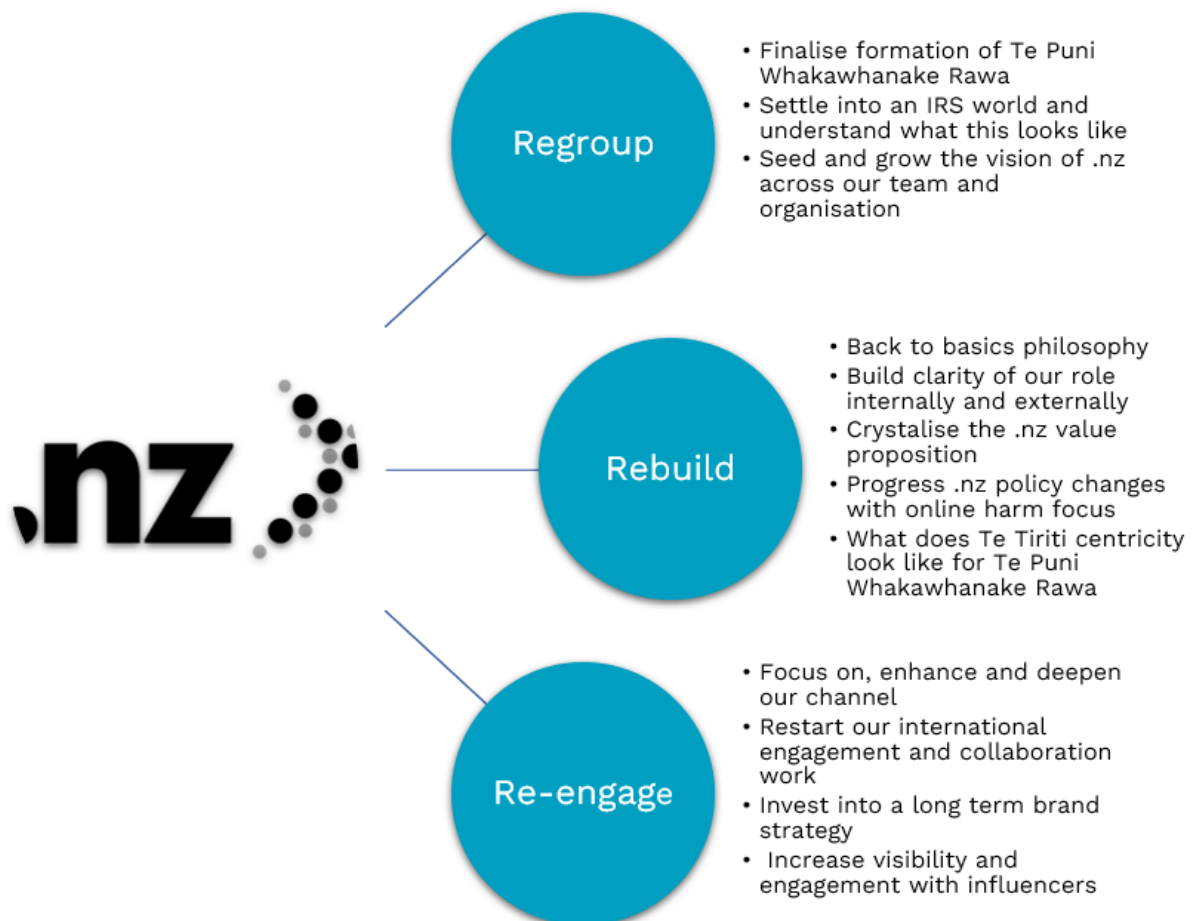 .nz
Regroup
• Finalise formation of Te Puni
Whakawhanake Rawa
• Settle into an IRS world and
understand what this looks like
• Seed and grow the vision of .nz
across our team and
organisation
Rebuild
• Back to basics philosophy
• Build clarity of our role
internally and externally
• Crystalise the .nz value
proposition
• Progress .nz policy changes
with online harm focus
• What does Te Tiriti centricity
look like for Te Puni
Whakawhanake Rawa
Re-engage
• Focus on, enhance and deepen
our channel
• Restart our international
engagement and collaboration
work
• Invest into a long term brand
strategy
• Increase visibility and
engagement with influencers